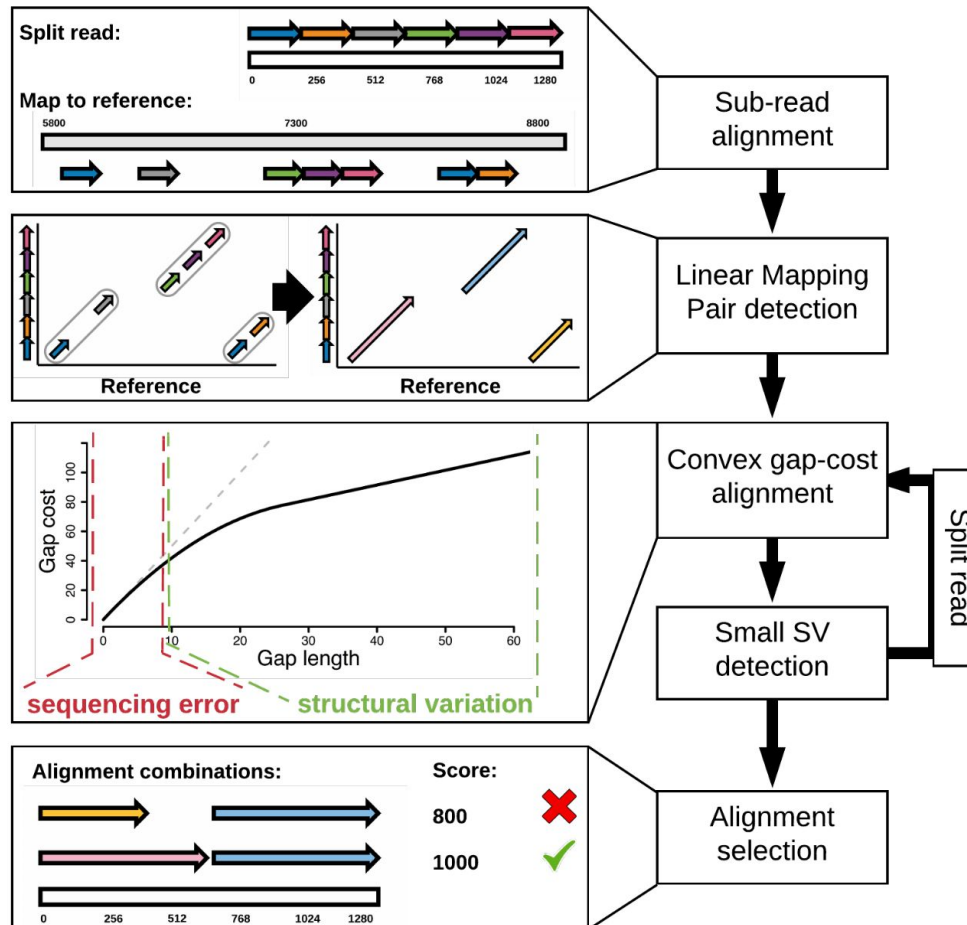 Split read:
0 256 512 768 1024 1280
Map to reference:
5800 7300 8800
Sub-read
alignment
Reference
Reference
Linear Mapping
Pair detection
Gap cost
0 20 40 60 80 100
0 10 20 30 40 50 60
Gap length
sequencing error
structural variation
Convex gap-cost
alignment
Split read
Small SV
detection
Alignment combinations:
Score:
800
1000
0 256 512 768 1024 1280
Alignment
selection